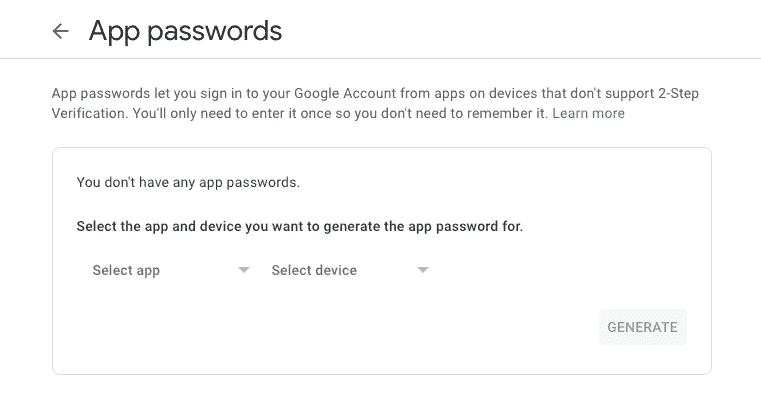 App passwords
App passwords let you sign in to your Google Account from apps on devices that don't support 2-Step
Verification. You'll only need to enter it once so you don't need to remember it. Learn more
You don't have any app passwords.
Select the app and device you want to generate the app password for.
Select app Select device
GENERATE